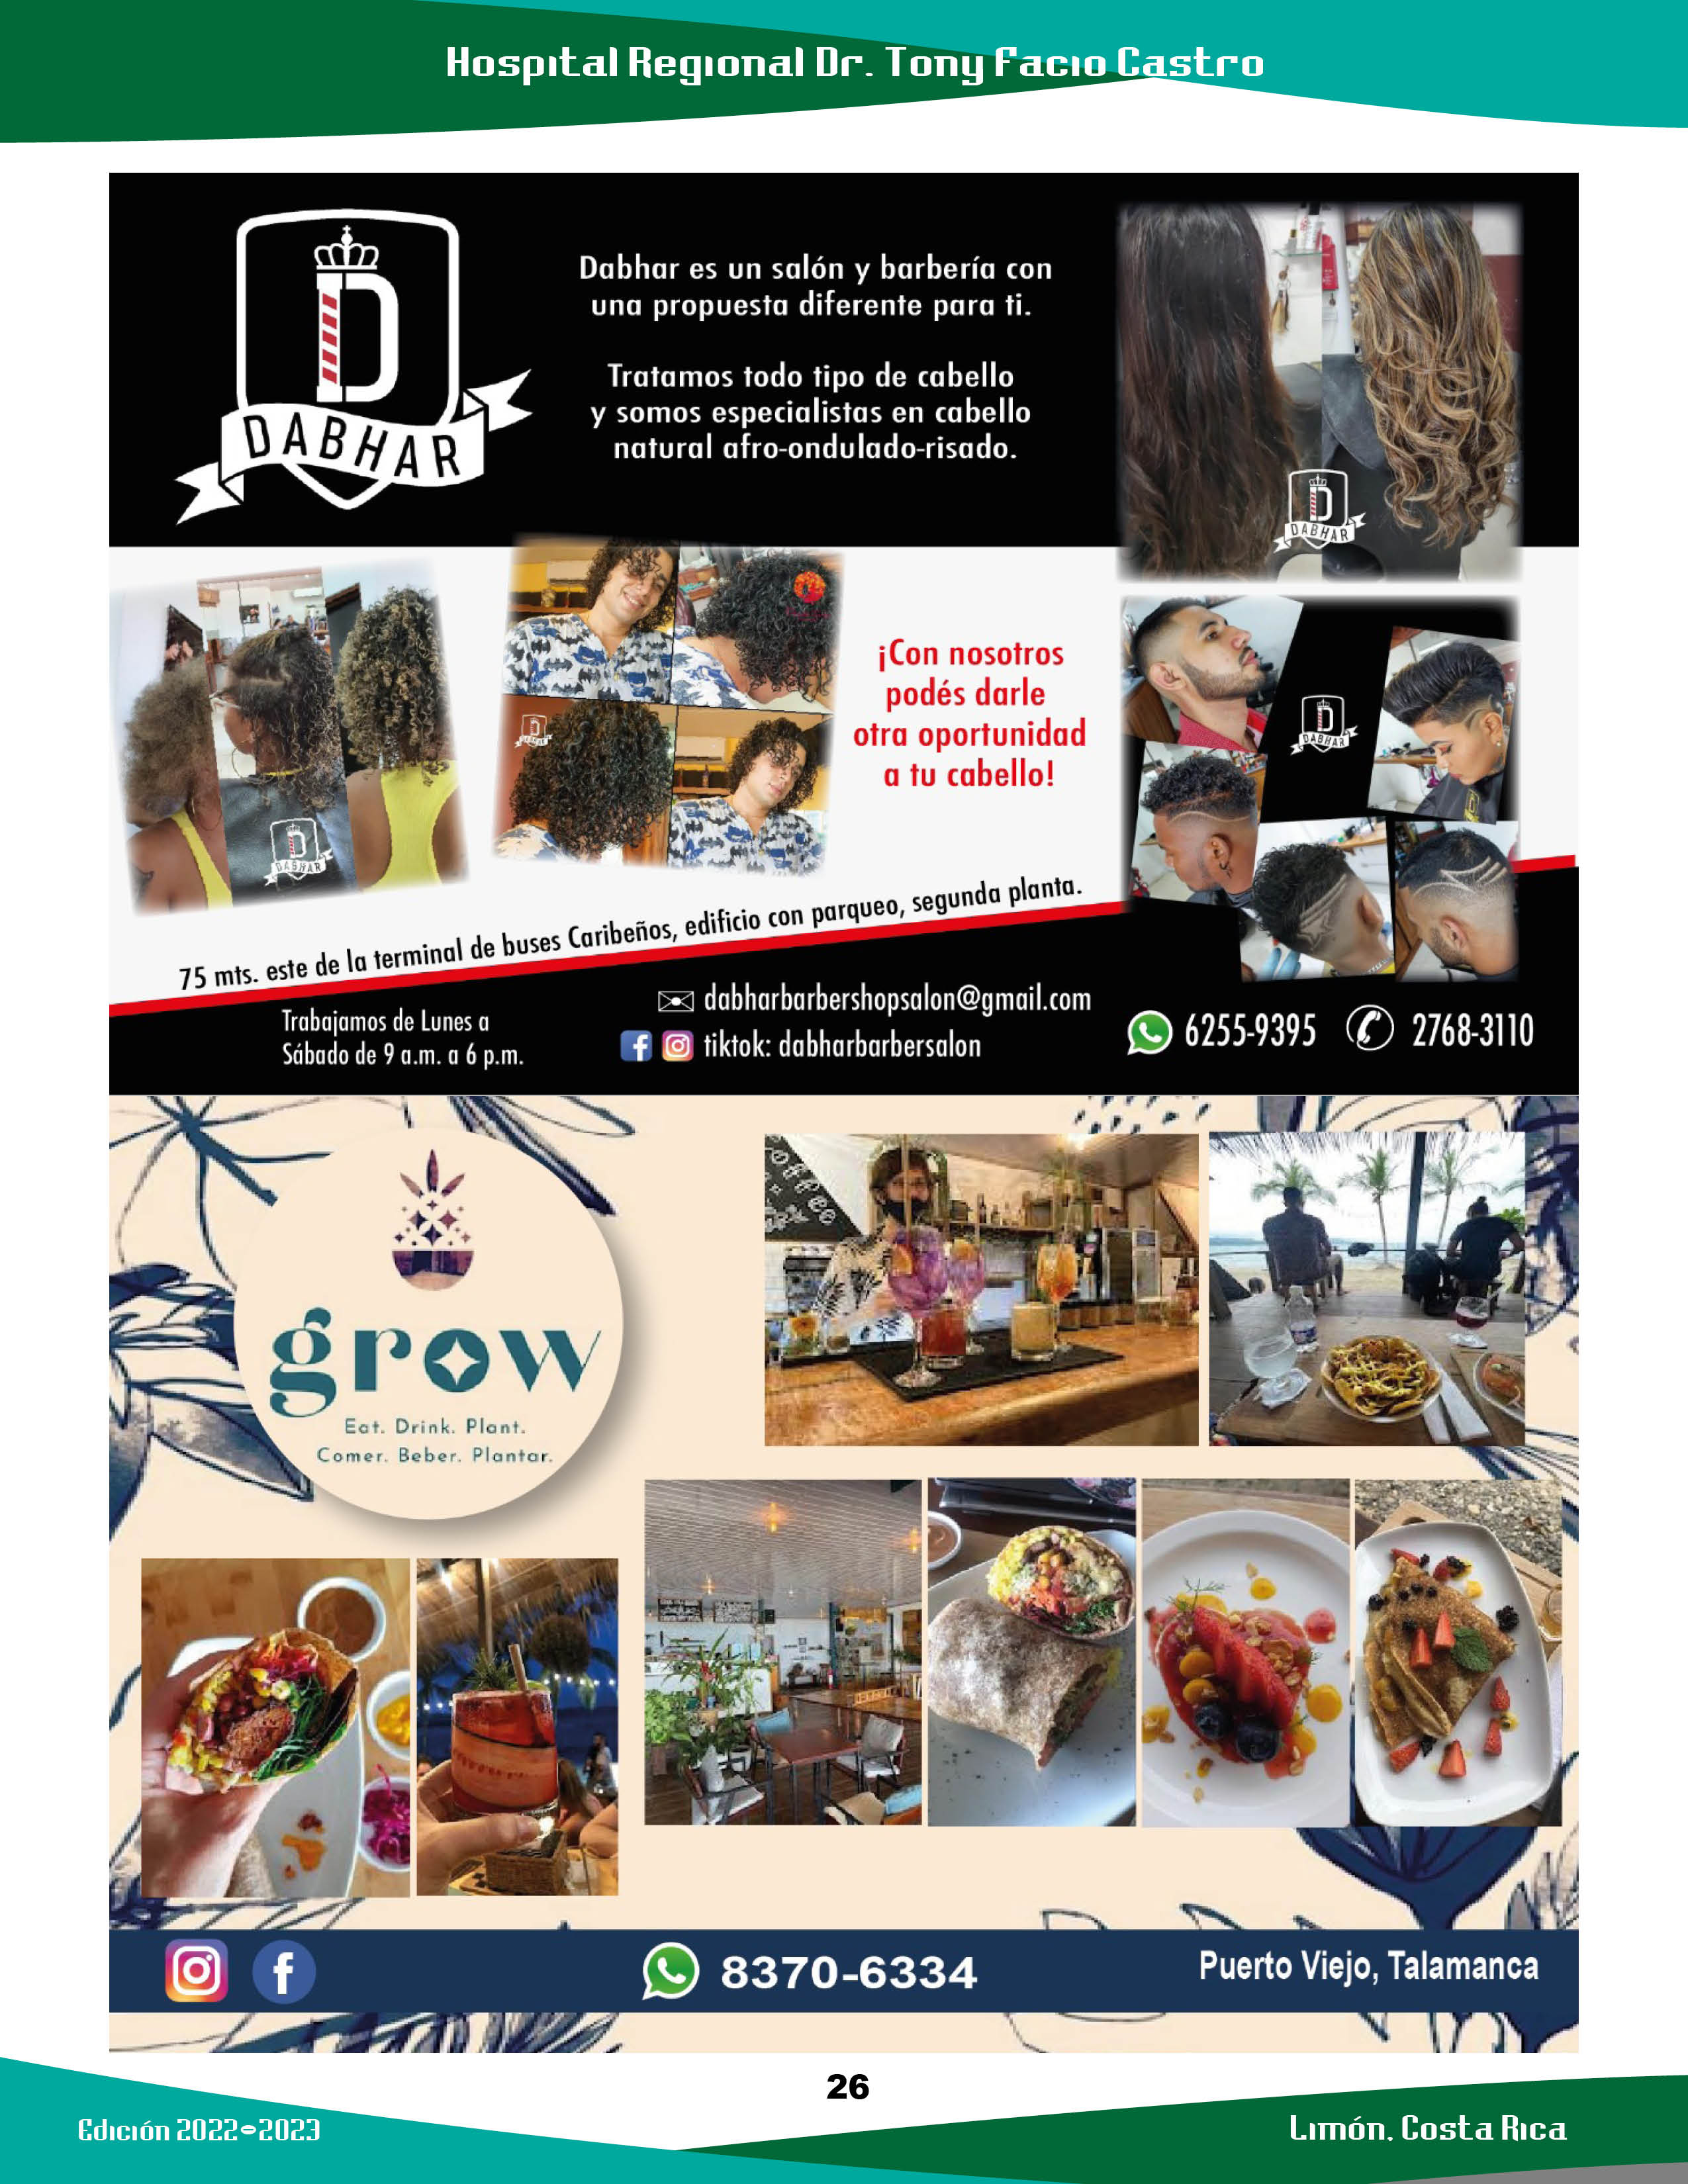 Hospital Regional Dr. Tony Facio Castro
D
DABHAR
Dabhar es un salón y barbería con
una propuesta diferente para ti.
Tratamos todo tipo de cabello
y somos especialistas en cabello
natural afro-ondulado-risado.
D
DABHAR
D
DABHAR
¡Con nosotros
podés darle
otra oportunidad
a tu cabello!
D
DABHAR
D
DABHAR
75 mts. este de la terminal de buses Caribeños, edificio con parqueo, segunda planta.
Trabajamos de Lunes a
Sábado de 9 a.m. a 6 p.m.
dabharbarbershopsalon@gmail.com
tiktok: dabharbarbersalon
6255-9395
2768-3110
grow
Eat. Drink. Plant.
Comer. Beber. Plantar.
8370-6334
Puerto Viejo, Talamanca
26
Edición 2022-2023
Limón, Costa Rica